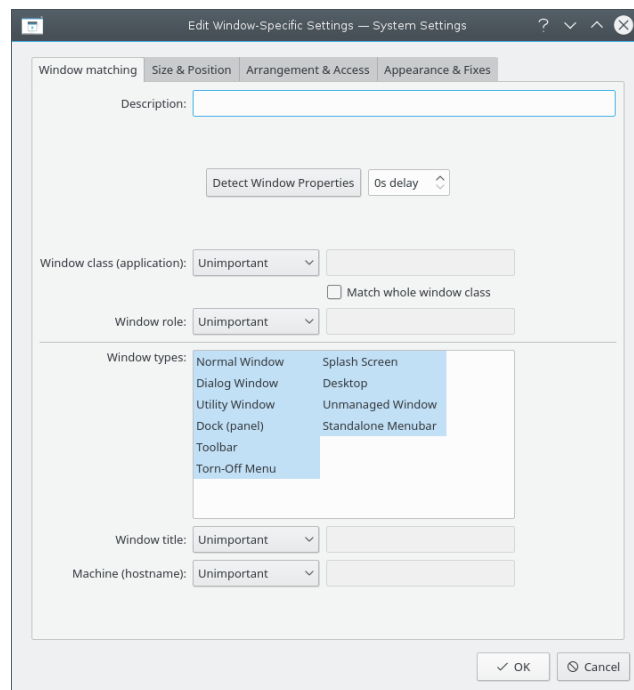 Edit Window-Specific Settings — System Settings
Window matching Size & Position Arrangement & Access Appearance & Fixes
Description:
Detect Window Properties 0s delay
Window class (application): Unimportant
Match whole window class
Window role: Unimportant
Window types: Normal Window Splash Screen
Dialog Window Desktop
Utility Window Unmanaged Window
Dock (panel) Standalone Menubar
Toolbar
Torn-Off Menu
Window title: Unimportant
Machine (hostname): Unimportant
OK Cancel